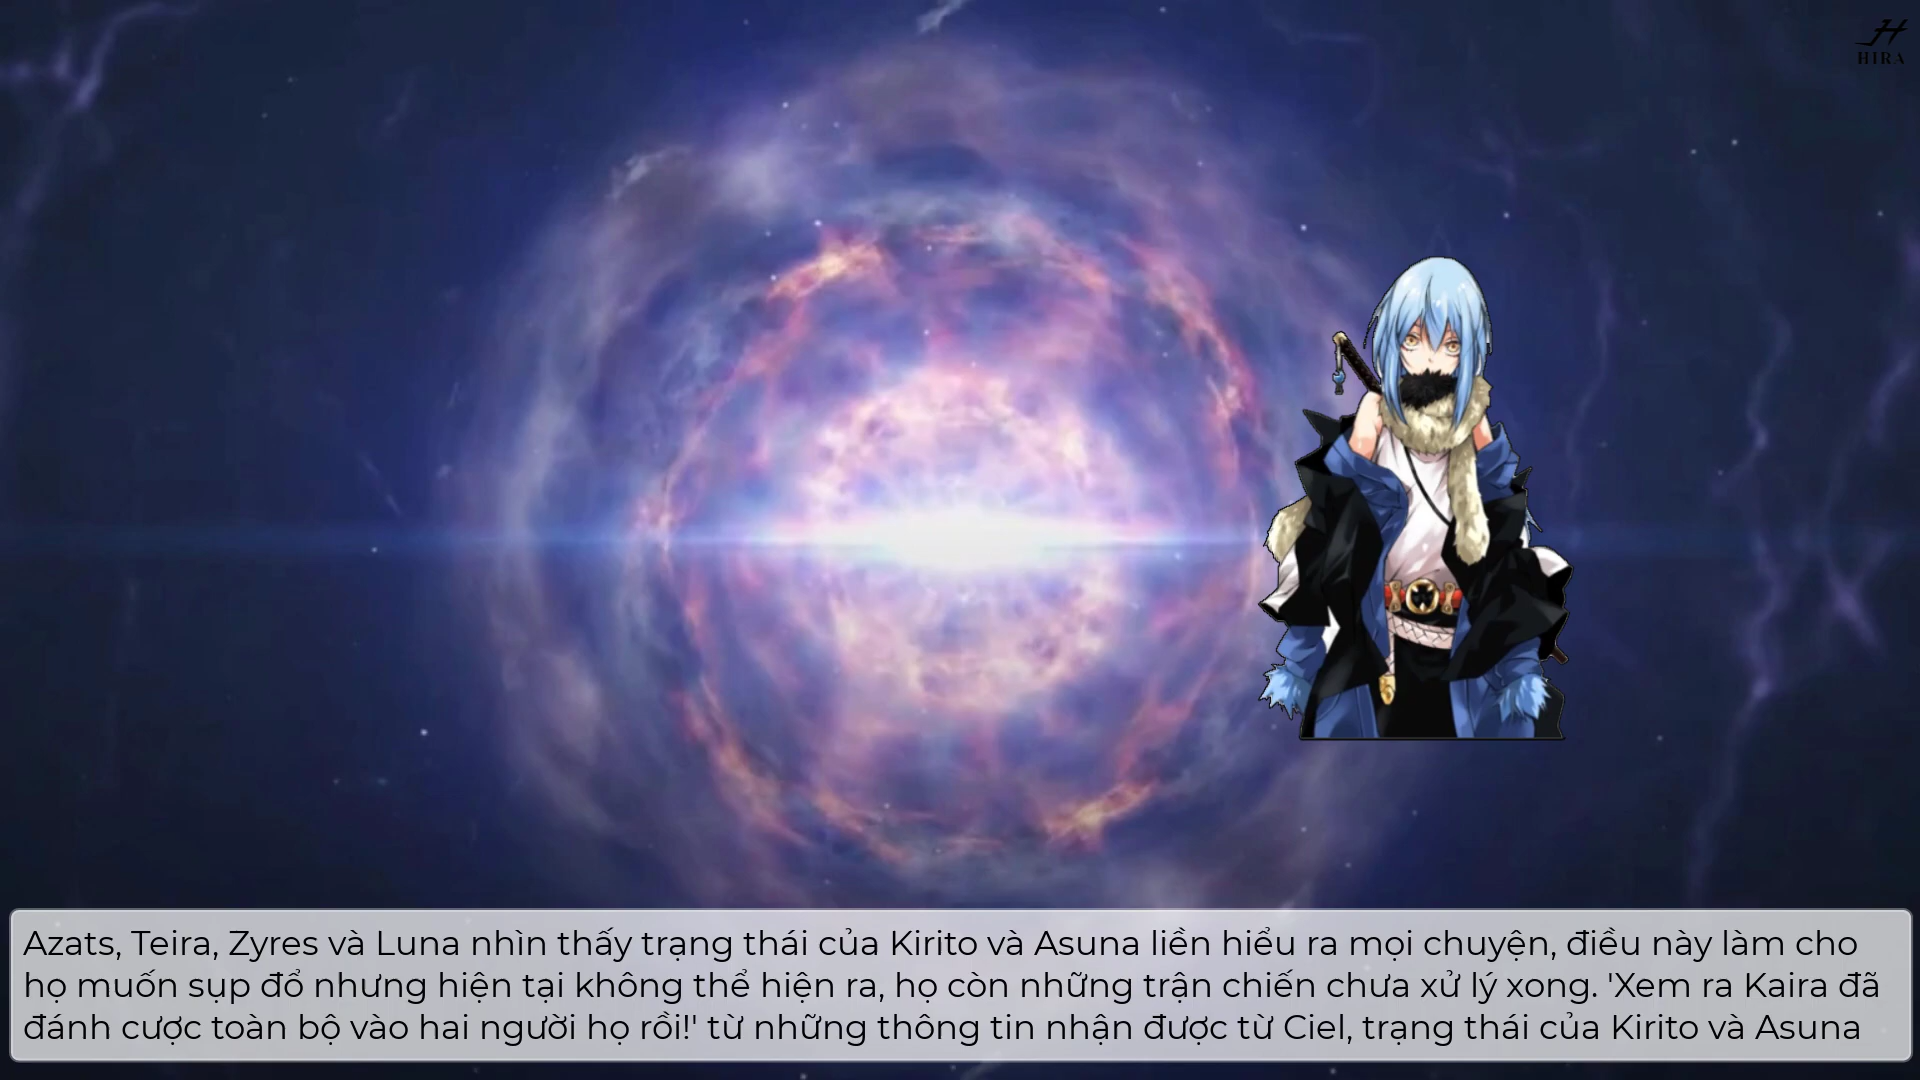 HIRA
Azats, Teira, Zyres và Luna nhìn thấy trạng thái của Kirito và Asuna liền hiểu ra mọi chuyện, điều này làm cho
họ muốn sụp đổ nhưng hiện tại không thể hiện ra, họ còn những trận chiến chưa xử lý xong. 'Xem ra Kaira đã
đánh cược toàn bộ vào hai người họ rồi!' từ những thông tin nhận được từ Ciel, trạng thái của Kirito và Asuna